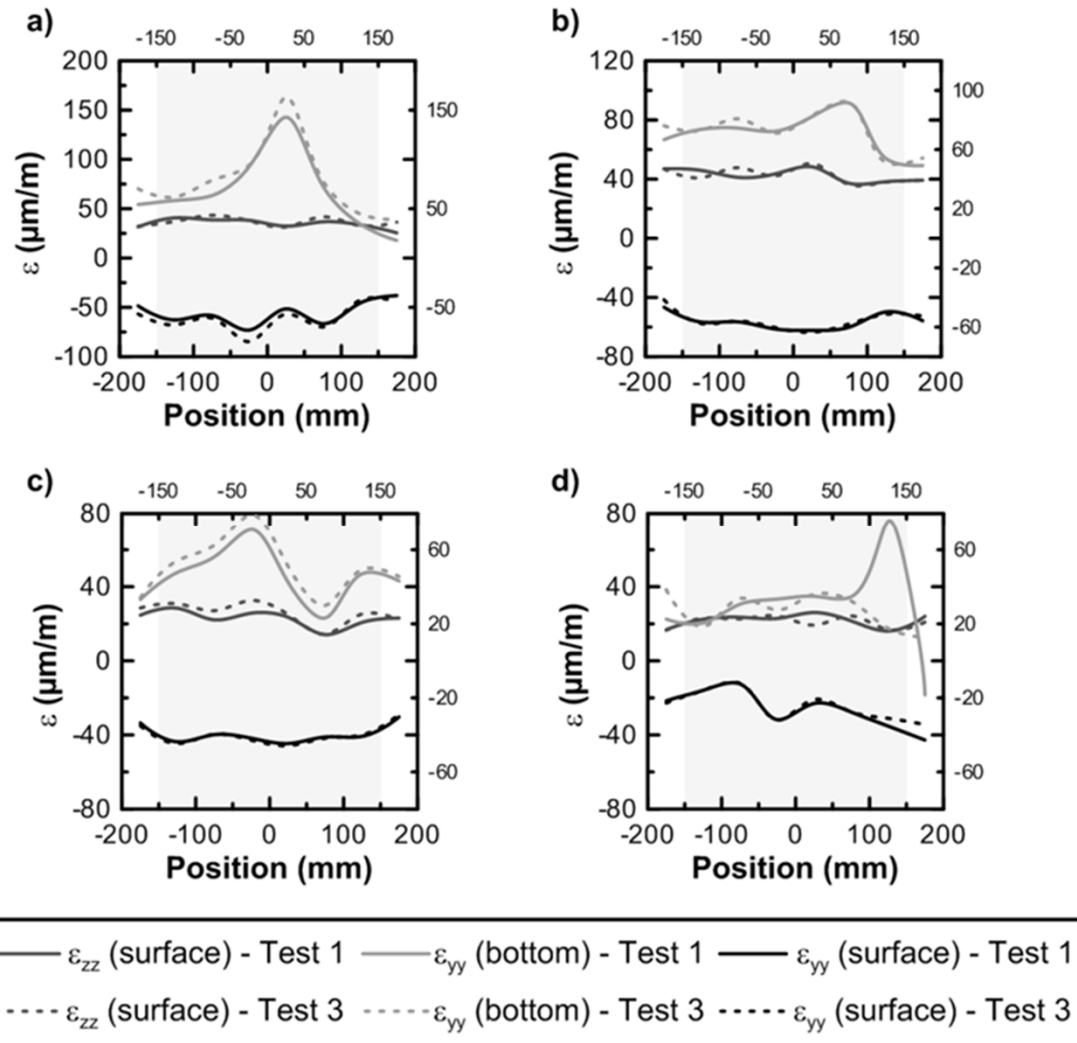 a)
-150 -50 50 150
200
150
100
50
0
-50
-100
150
50
-50
ε (μm/m)
-200 -100 0 100 200
Position (mm)
b)
-150 -50 50 150
120
80
40
0
-40
-80
100
60
20
-20
-60
ε (μm/m)
-200 -100 0 100 200
Position (mm)
c)
-150 -50 50 150
80
40
0
-40
-80
60
20
-20
-60
ε (μm/m)
-200 -100 0 100 200
Position (mm)
d)
-150 -50 50 150
80
40
0
-40
-80
60
20
-20
-60
ε (μm/m)
-200 -100 0 100 200
Position (mm)
εzz (surface) - Test 1 εyy (bottom) - Test 1 εyy (surface) - Test 1
εzz (surface) - Test 3 εyy (bottom) - Test 3 εyy (surface) - Test 3